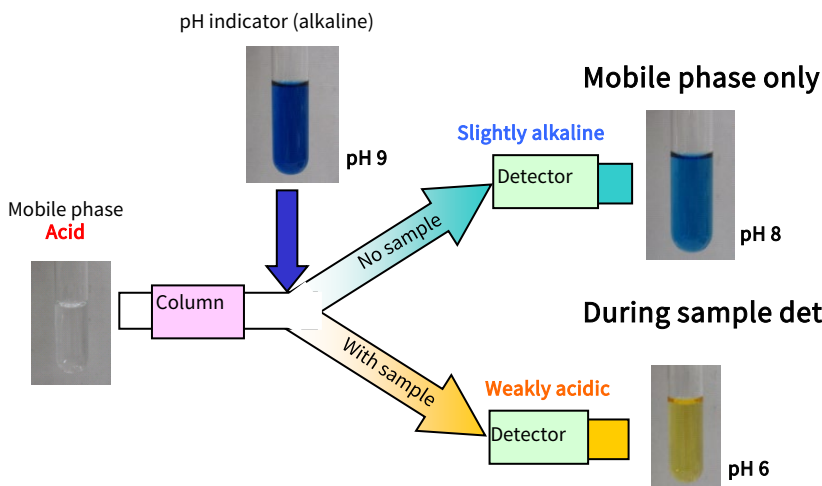 pH indicator (alkaline)
pH 9
Mobile phase only
Slightly alkaline
Detector
pH 8
Mobile phase
Acid
Column
No sample
With sample
During sample det
Weakly acidic
Detector
pH 6